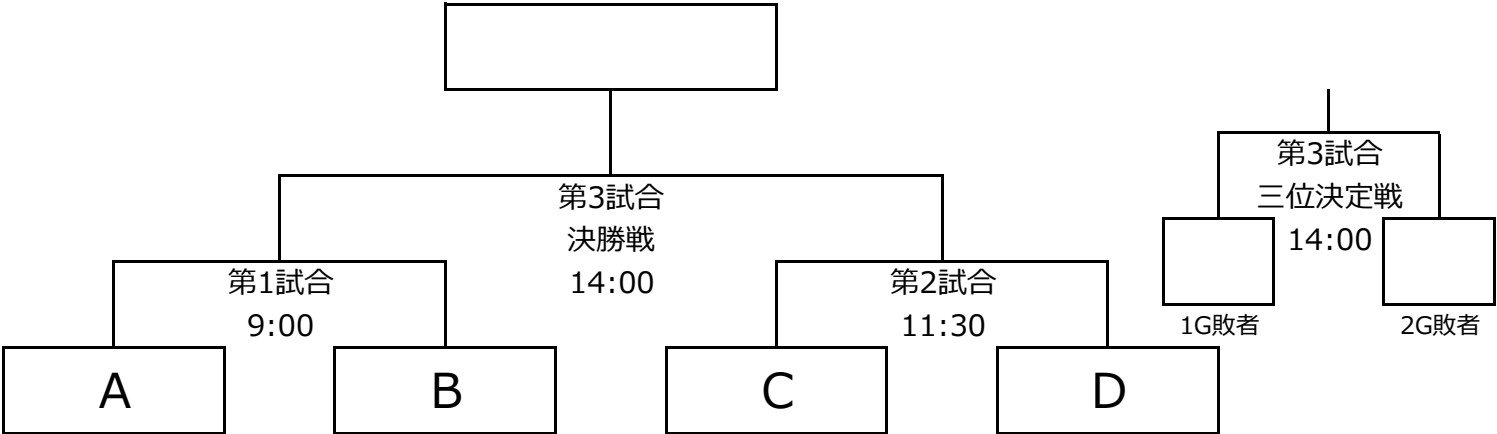 第3試合
決勝戦
14:00
第1試合
9:00
第2試合
11:30
A
B
C
D
第3試合
三位決定戦
14:00
1G敗者
2G敗者